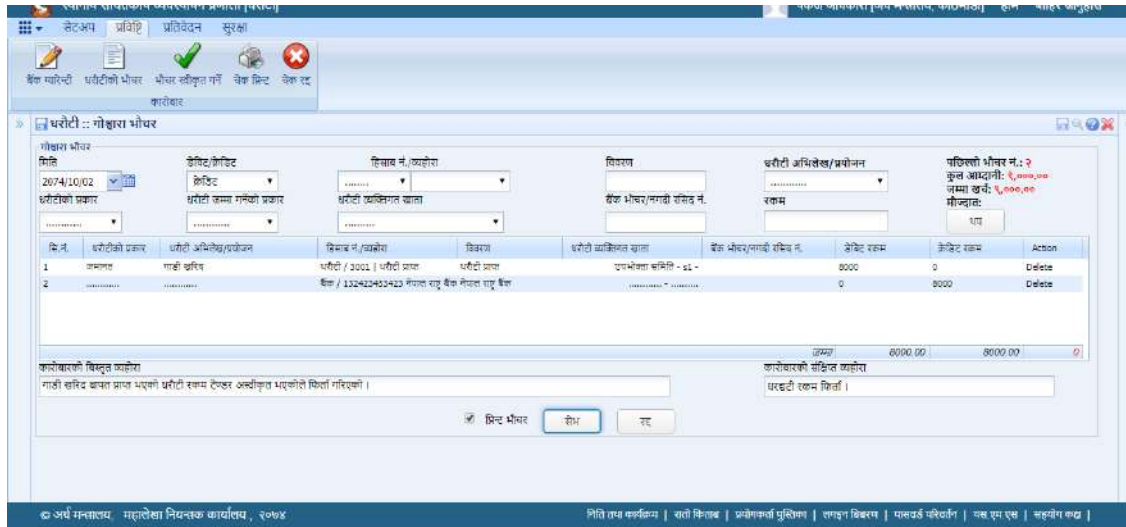 स्थानीय संचितकोष व्यवस्थापन प्रणाली [धरौटी]
सेटअप प्रविष्टि प्रतिवेदन सुरक्षा
बैंक ग्यारेन्टी धरौटीको भौचर भौचर स्वीकृत गर्ने चेक प्रिन्ट चेक रद्द
कारोबार
धरौटी :: गोश्वारा भौचर
गोश्वारा भौचर
मिति डेबिट/क्रेडिट हिसाब नं./व्यहोरा विवरण धरौटी अभिलेख/प्रयोजन पछिल्लो भौचर नं.: २
2074/10/02 क्रेडिट ......... ............ कुल आम्दानी: ९,०००.००
जम्मा खर्च: ९,०००.००
धरौटीको प्रकार धरौटी जम्मा गर्नेको प्रकार धरौटी व्यक्तिगत खाता बैंक भौचर/नगदी रसिद नं. रकम मौज्दात:
............ ............ ............ थप
सि.नं. धरौटीको प्रकार धरौटी अभिलेख/प्रयोजन हिसाब नं./व्यहोरा विवरण धरौटी व्यक्तिगत खाता बैंक भौचर/नगदी रसिद नं. डेबिट रकम क्रेडिट रकम Action
1 जमानत गाडी खरिद धरौटी / 3001 | धरौटी प्राप्त धरौटी प्राप्त उपभोक्ता समिति - s1 - 8000 0 Delete
2 ............ ............ बैंक / 132423453423 नेपाल राष्ट्र बैंक नेपाल राष्ट्र बैंक ............ - ............ 0 8000 Delete
जम्मा 8000.00 8000.00 0
कारोबारको बिस्तृत व्यहोरा कारोबारको संक्षिप्त व्यहोरा
गाडी खरिद बापत प्राप्त भएको धरौटी रकम टेण्डर अस्वीकृत भएकोले फिर्ता गरिएको । रकम फिर्ता ।
प्रिन्ट भौचर सेभ रद्द
© अर्थ मन्त्रालय, महालेखा नियन्त्रक कार्यालय , २०७४ निति तथा कार्यक्रम | रातो किताब | प्रयोगकर्ता पुस्तिका | लगइन बिबरण | पासवर्ड परिवर्तन | यस.एम.एस | सहयोग कक्ष |